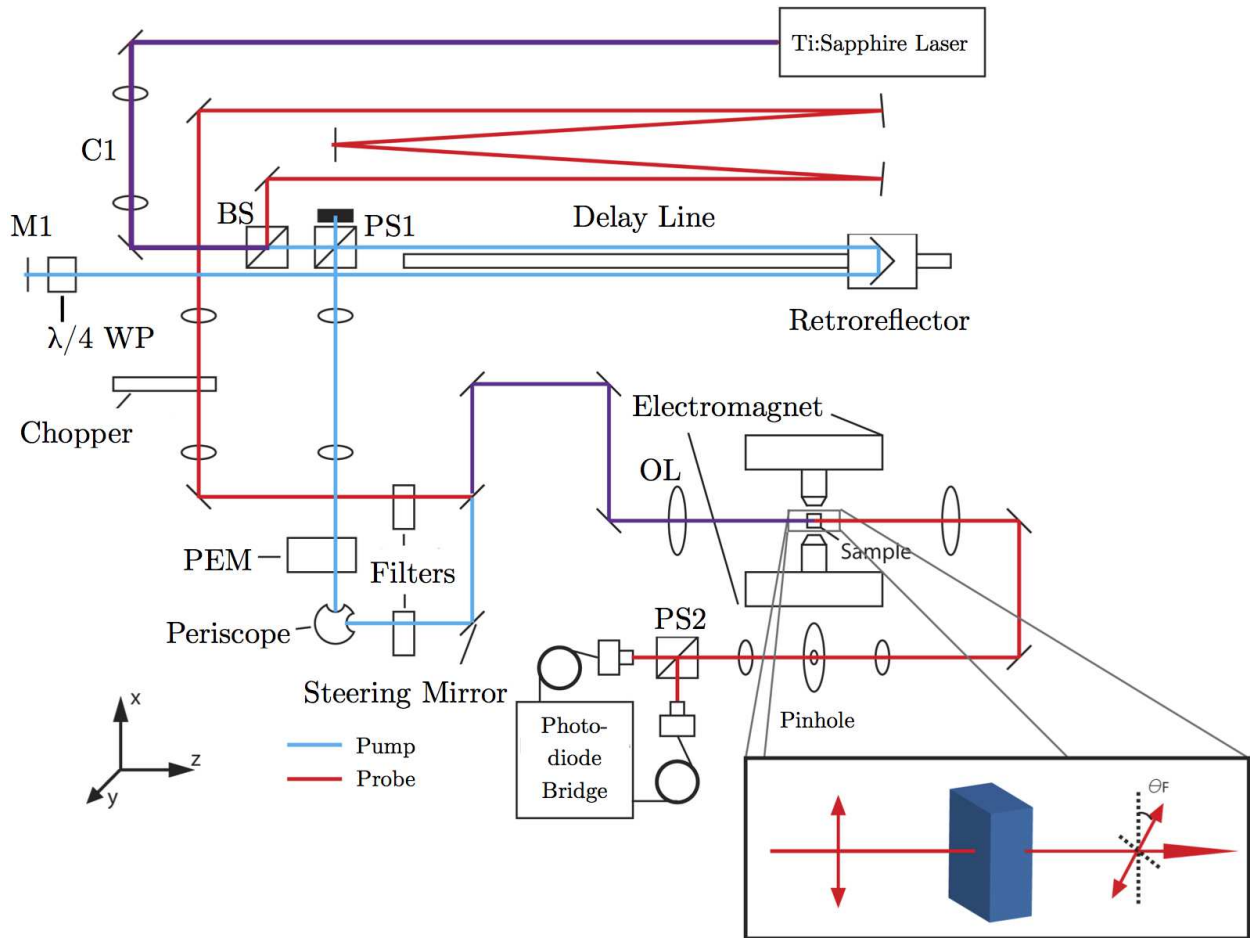 Ti:Sapphire Laser
C1
M1
BS
PS1
Delay Line
Retroreflector
λ/4 WP
Chopper
Electromagnet
OL
Sample
PEM
Filters
Periscope
Steering Mirror
PS2
Pinhole
Photo-
diode
Bridge
x
z
y
Pump
Probe
θF